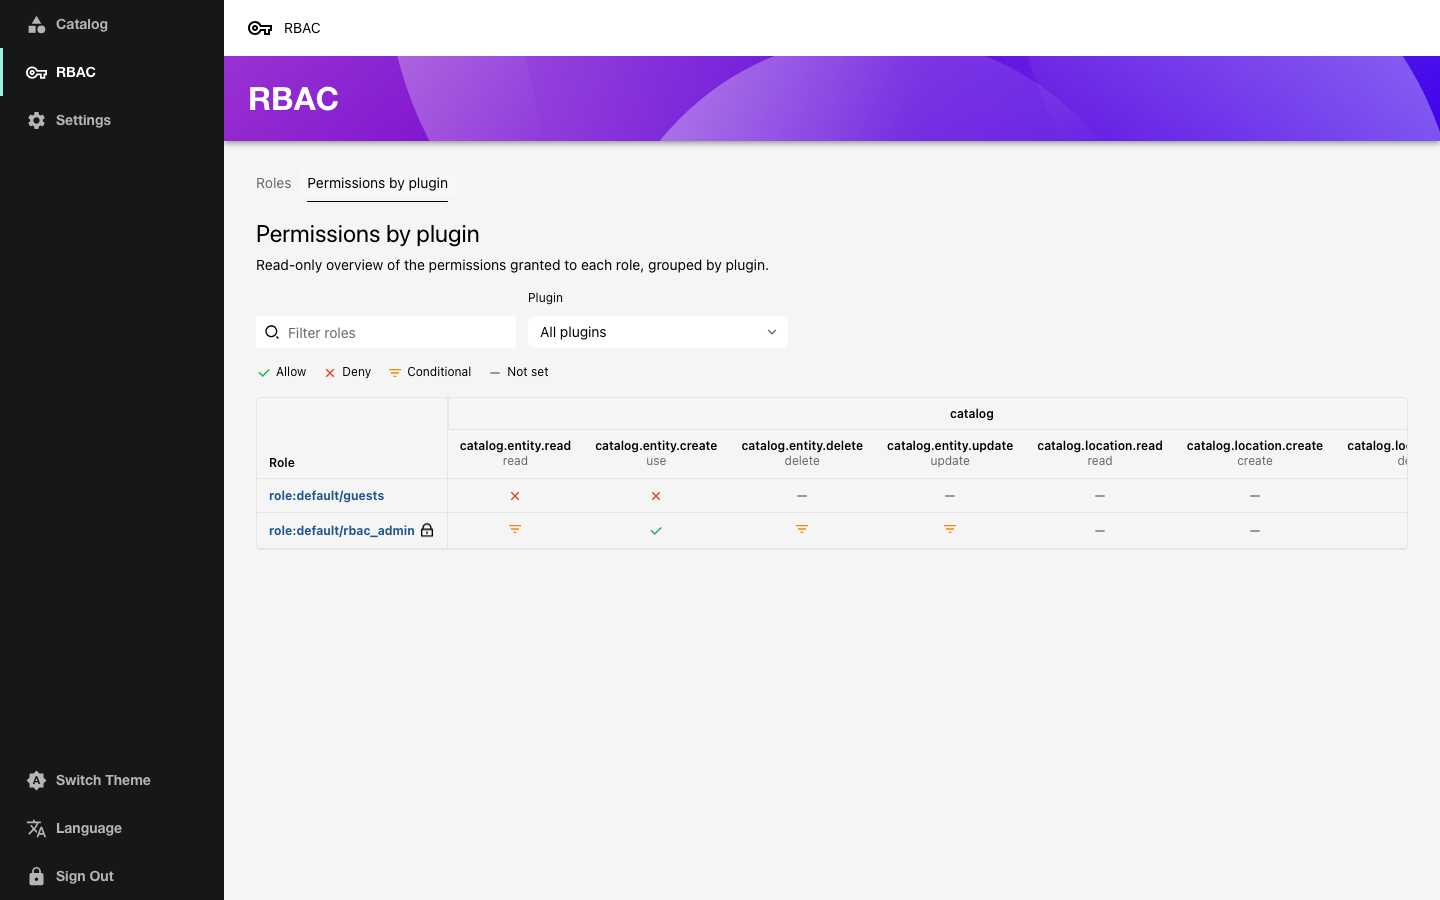 Catalog
RBAC
Settings
Switch Theme
Language
Sign Out
RBAC
RBAC
Roles
Permissions by plugin
Permissions by plugin
Read-only overview of the permissions granted to each role, grouped by plugin.
Plugin
Filter roles
All plugins
Allow Deny Conditional Not set
catalog
Role
catalog.entity.read catalog.entity.create catalog.entity.delete catalog.entity.update catalog.location.read catalog.location.create
read use delete update read create
role:default/guests
role:default/rbac_admin